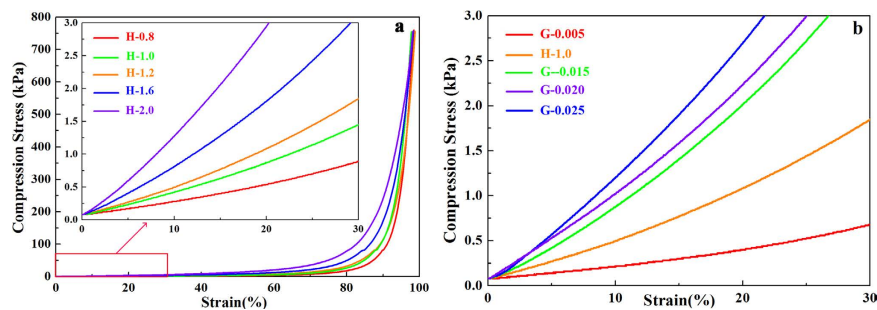 a
800
700
600
500
400
300
200
100
0
Compression Stress (kPa)
3.0
2.5
2.0
1.5
1.0
0.5
0.0
H-0.8
H-1.0
H-1.2
H-1.6
H-2.0
0 10 20 30
0 20 40 60 80 100
Strain(%)
b
3.0
2.5
2.0
1.5
1.0
0.5
0.0
Compression Stress (kPa)
G-0.005
H-1.0
G--0.015
G-0.020
G-0.025
0 10 20 30
Strain(%)